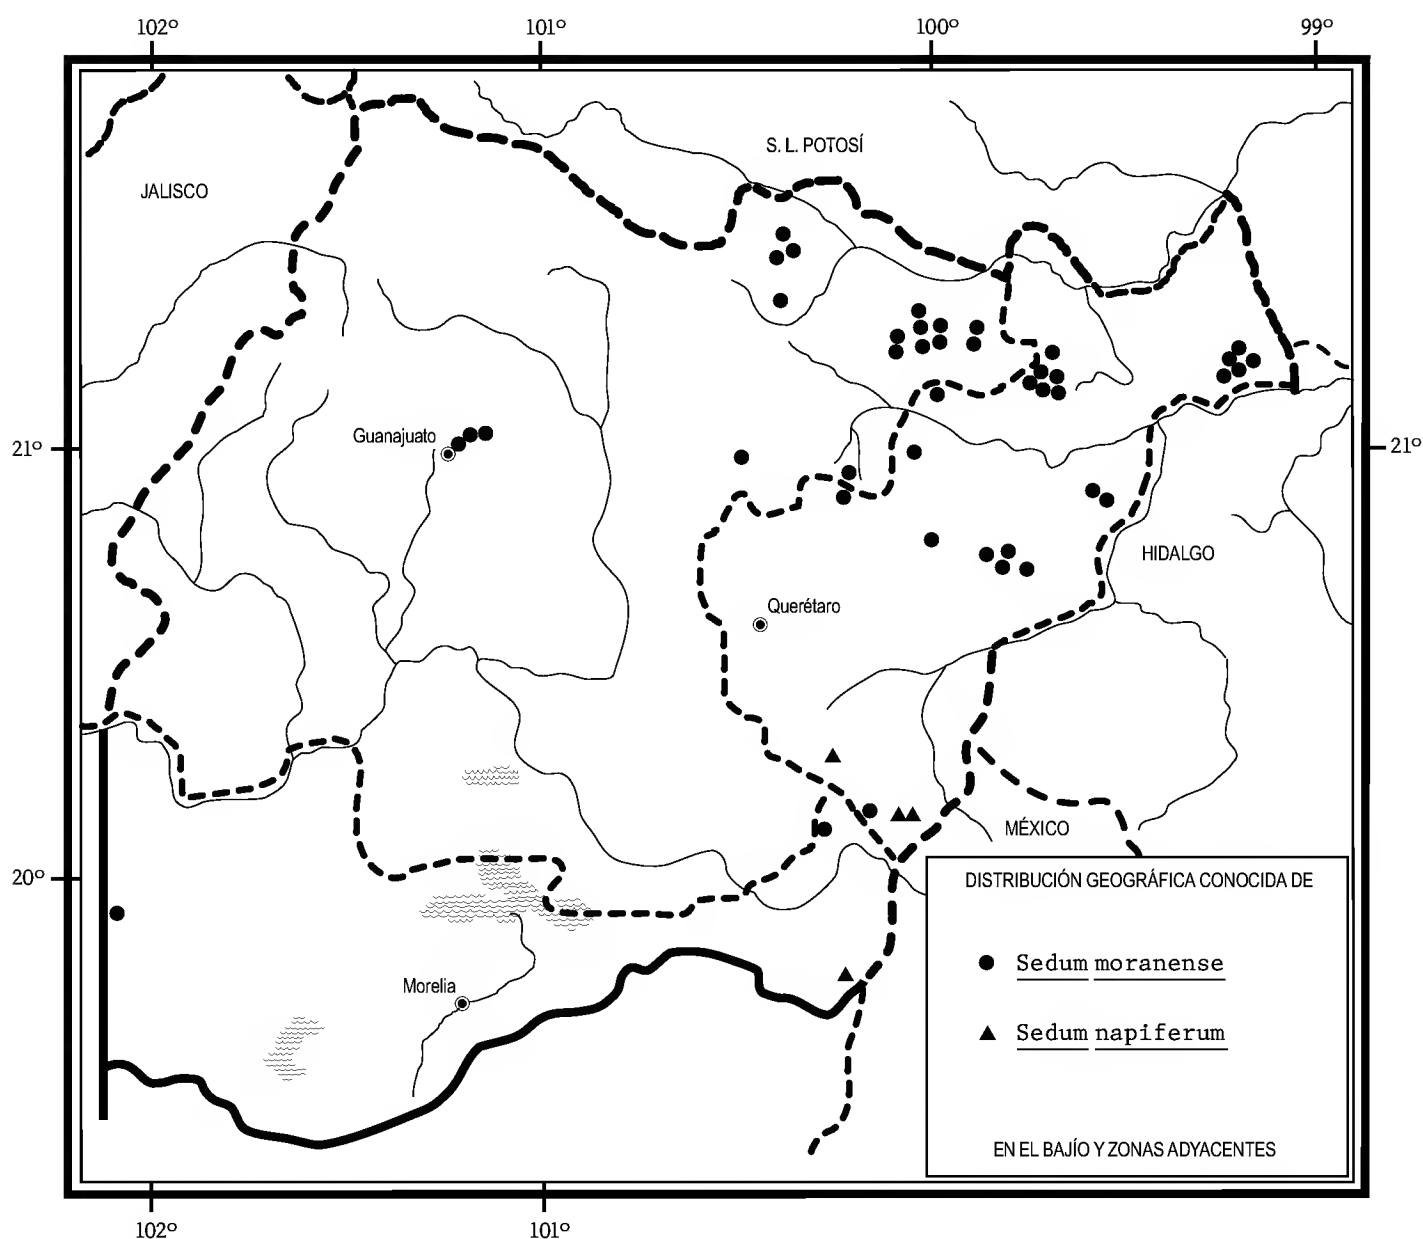 102° 101° 100° 99°
S. L. POTOSÍ
JALISCO
Guanajuato
21° 21°
HIDALGO
Querétaro
MÉXICO
20°
DISTRIBUCIÓN GEOGRÁFICA CONOCIDA DE
Sedum moranense
Morelia
Sedum napiferum
EN EL BAJÍO Y ZONAS ADYACENTES
102° 101°